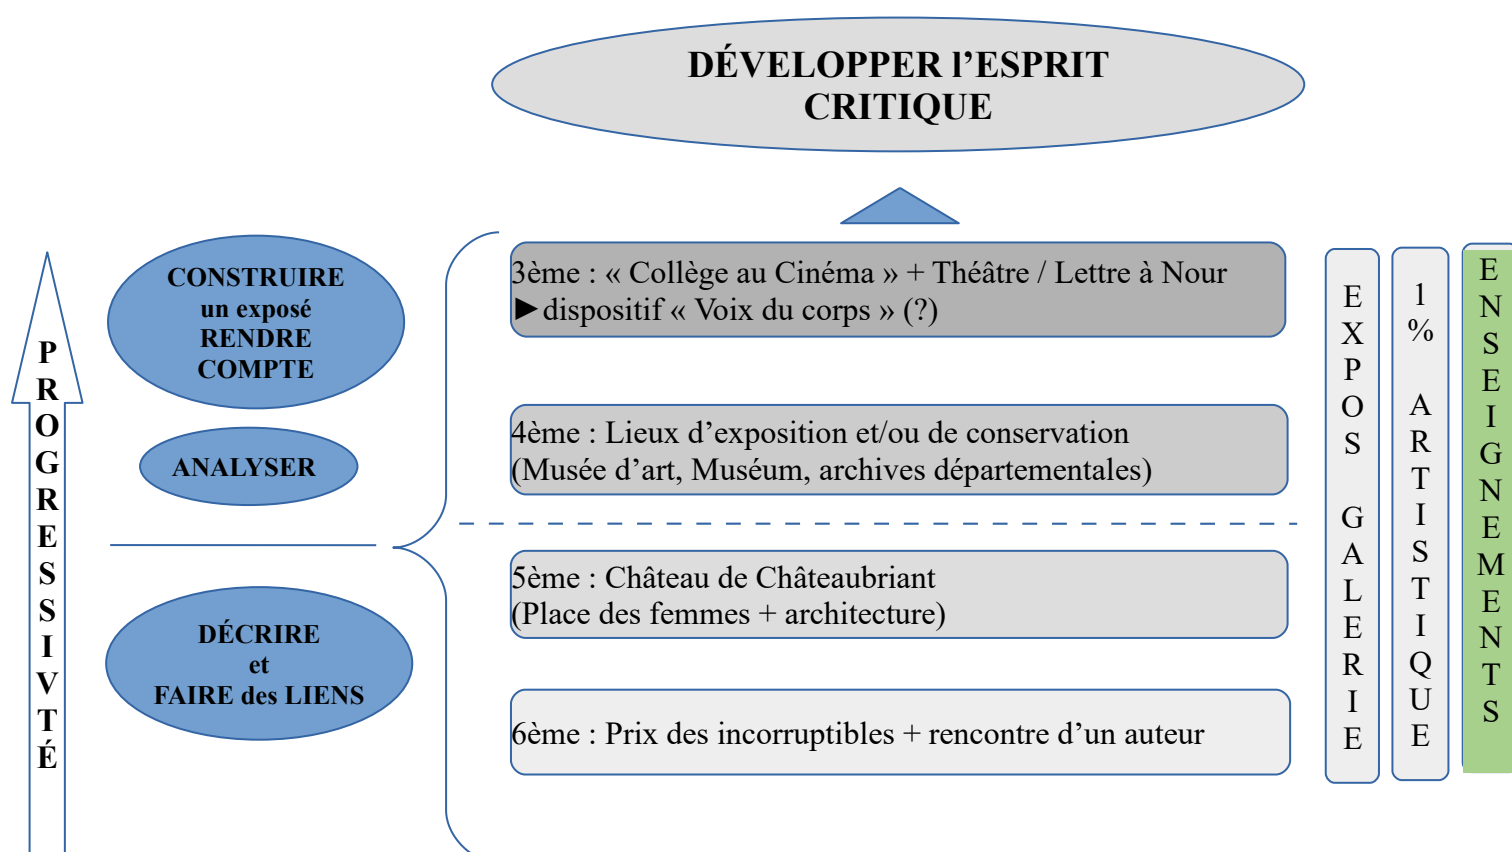 DÉVELOPPER l’ESPRIT
CRITIQUE
PROGRESSIVTÉ
CONSTRUIRE
un exposé
RENDRE
COMPTE
ANALYSER
DÉCRIRE
et
FAIRE des LIENS
3ème : « Collège au Cinéma » + Théâtre / Lettre à Nour
►dispositif « Voix du corps » (?)
4ème : Lieux d’exposition et/ou de conservation
(Musée d’art, Muséum, archives départementales)
5ème : Château de Châteaubriant
(Place des femmes + architecture)
6ème : Prix des incorruptibles + rencontre d’un auteur
EXPOS GALERIE
1% ARTISTIQUE
ENSEIGNEMENTS